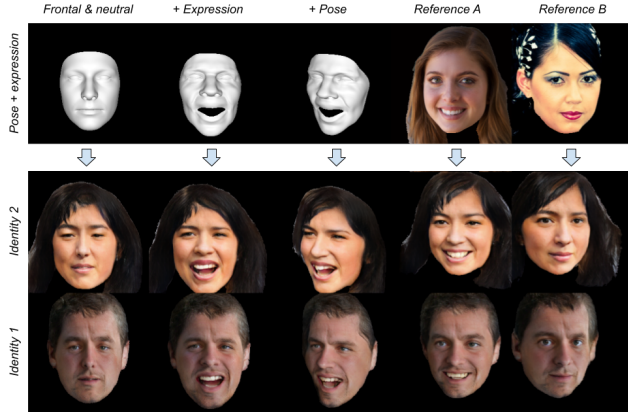 Frontal & neutral
+ Expression
+ Pose
Reference A
Reference B
Pose + expression
Identity 2
Identity 1